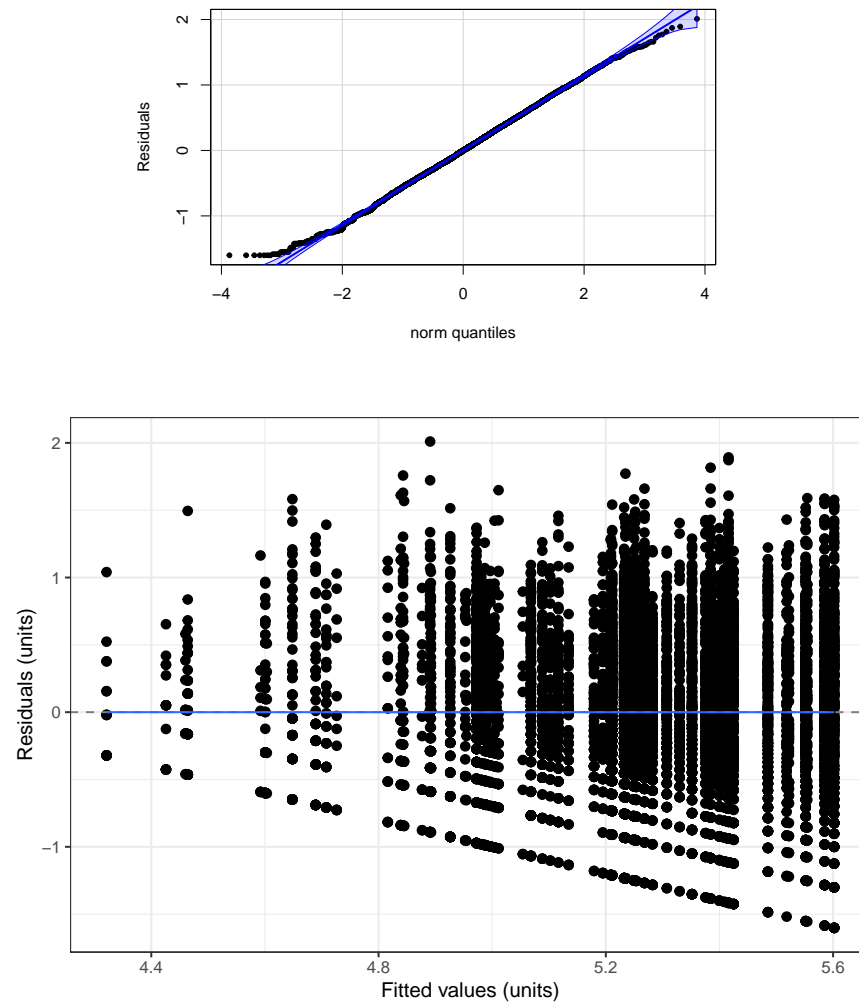 2
1
0
−1
Residuals
−4 −2 0 2 4
norm quantiles
2
1
0
−1
Residuals (units)
4.4 4.8 5.2 5.6
Fitted values (units)